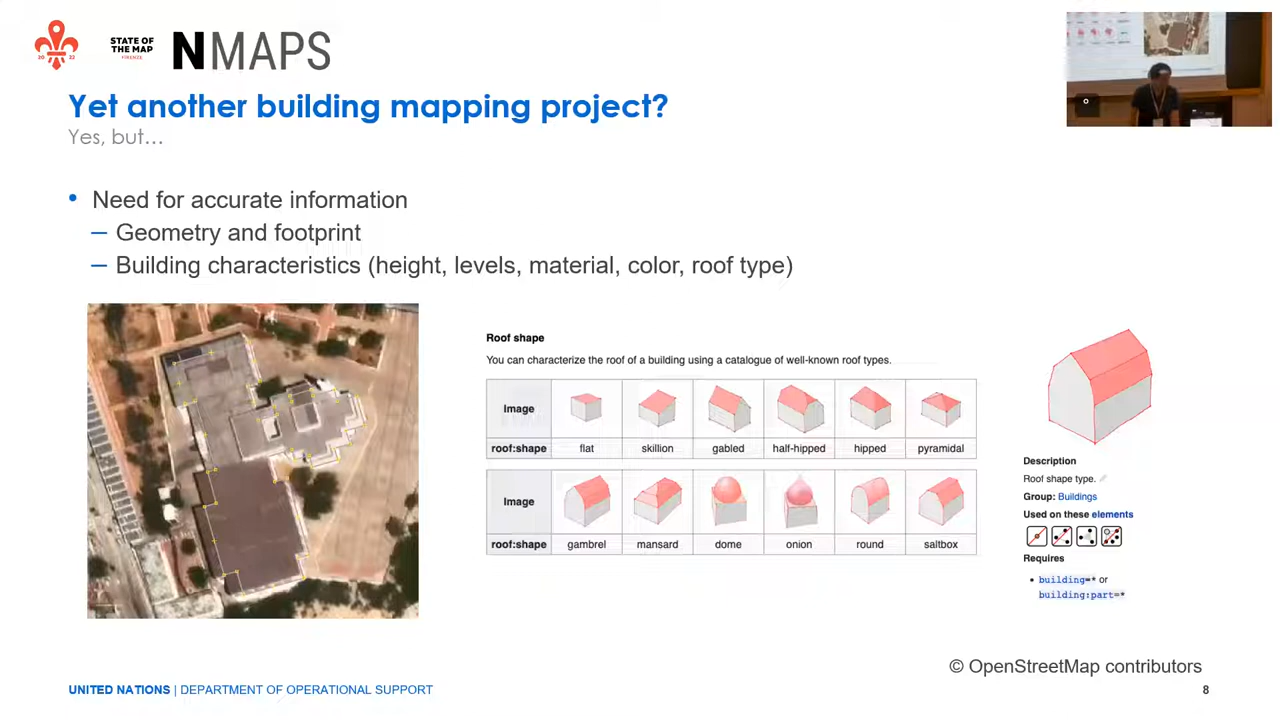 20 22
STATE OF
THE MAP
FIRENZE
NMAPS
Yet another building mapping project?
Yes, but…
• Need for accurate information
– Geometry and footprint
– Building characteristics (height, levels, material, color, roof type)
Roof shape
You can characterize the roof of a building using a catalogue of well-known roof types.
Image
roof:shape flat skillion gabled half-hipped hipped pyramidal
Image
roof:shape gambrel mansard dome onion round saltbox
Description
Roof shape type.
Group: Buildings
Used on these elements
Requires
• building=* or
building:part=*
© OpenStreetMap contributors
UNITED NATIONS | DEPARTMENT OF OPERATIONAL SUPPORT
8